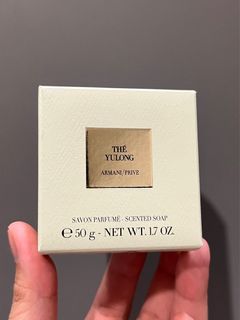 THÉ
YULONG
ARMANI/PRIVÉ
SAVON PARFUMÉ - SCENTED SOAP
℮ 50 g - NET WT. 1.7 OZ.